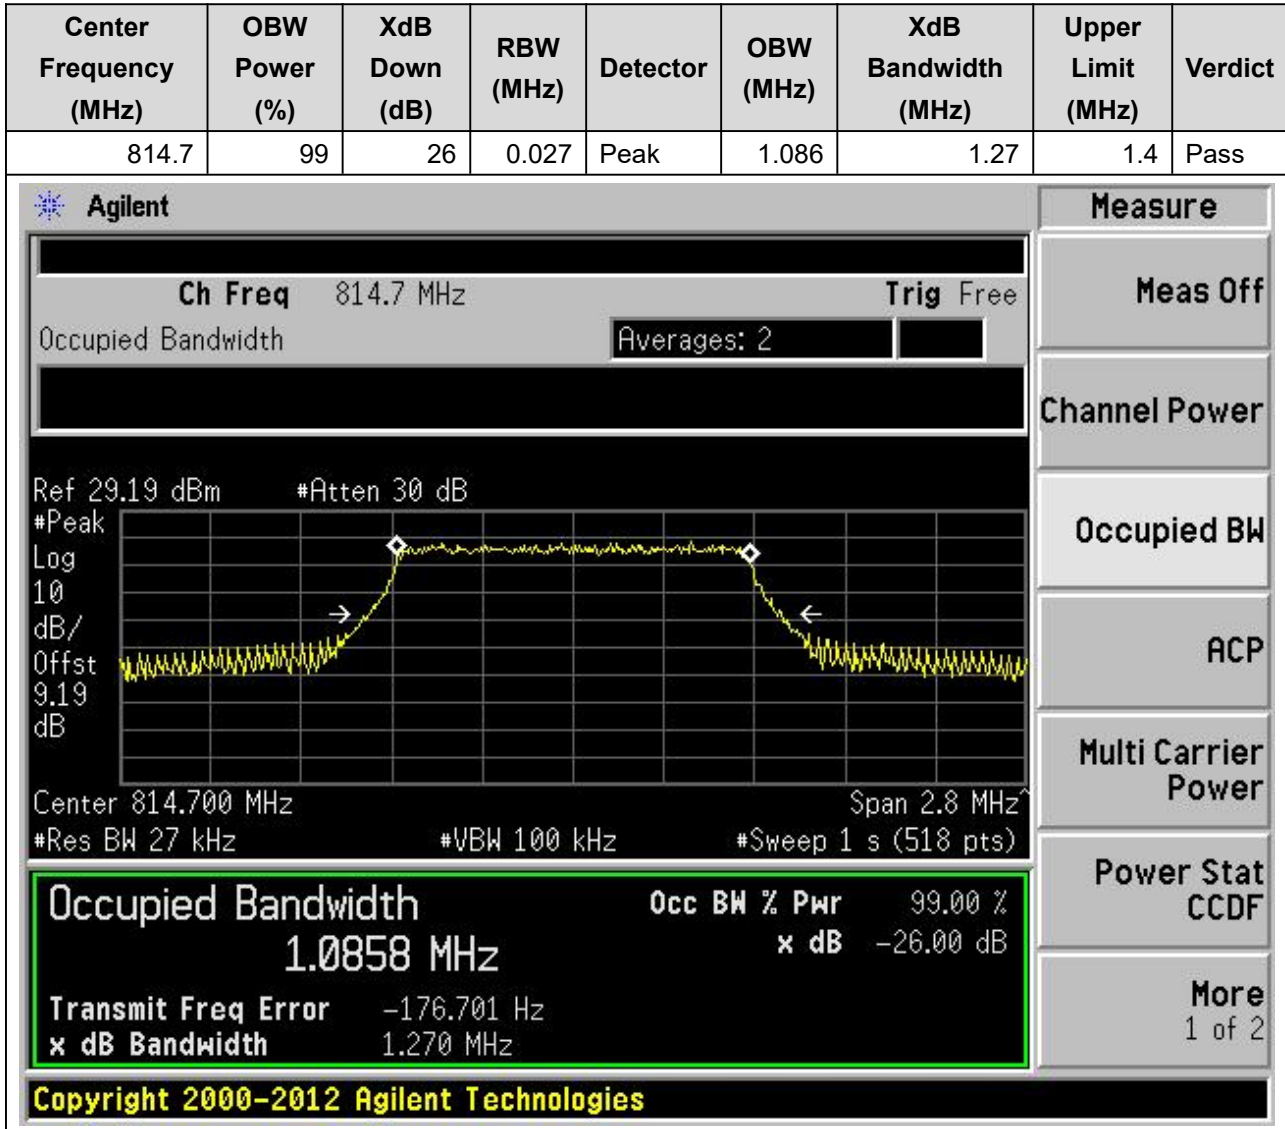 Center Frequency (MHz) OBW Power (%) XdB Down (dB) RBW (MHz) Detector OBW (MHz) XdB Bandwidth (MHz) Upper Limit (MHz) Verdict
814.7 99 26 0.027 Peak 1.086 1.27 1.4 Pass
Agilent
Measure
Ch Freq 814.7 MHz Trig Free
Meas Off
Occupied Bandwidth Averages: 2
Channel Power
Ref 29.19 dBm #Atten 30 dB
#Peak
Log
10
dB/
Offst
9.19
dB
Occupied BW
ACP
Multi Carrier
Power
Center 814.700 MHz Span 2.8 MHz^
#Res BW 27 kHz #VBW 100 kHz #Sweep 1 s (518 pts)
Power Stat
CCDF
Occupied Bandwidth Occ BW % Pwr 99.00 %
1.0858 MHz x dB -26.00 dB
Transmit Freq Error -176.701 Hz
x dB Bandwidth 1.270 MHz
More
1 of 2
Copyright 2000-2012 Agilent Technologies